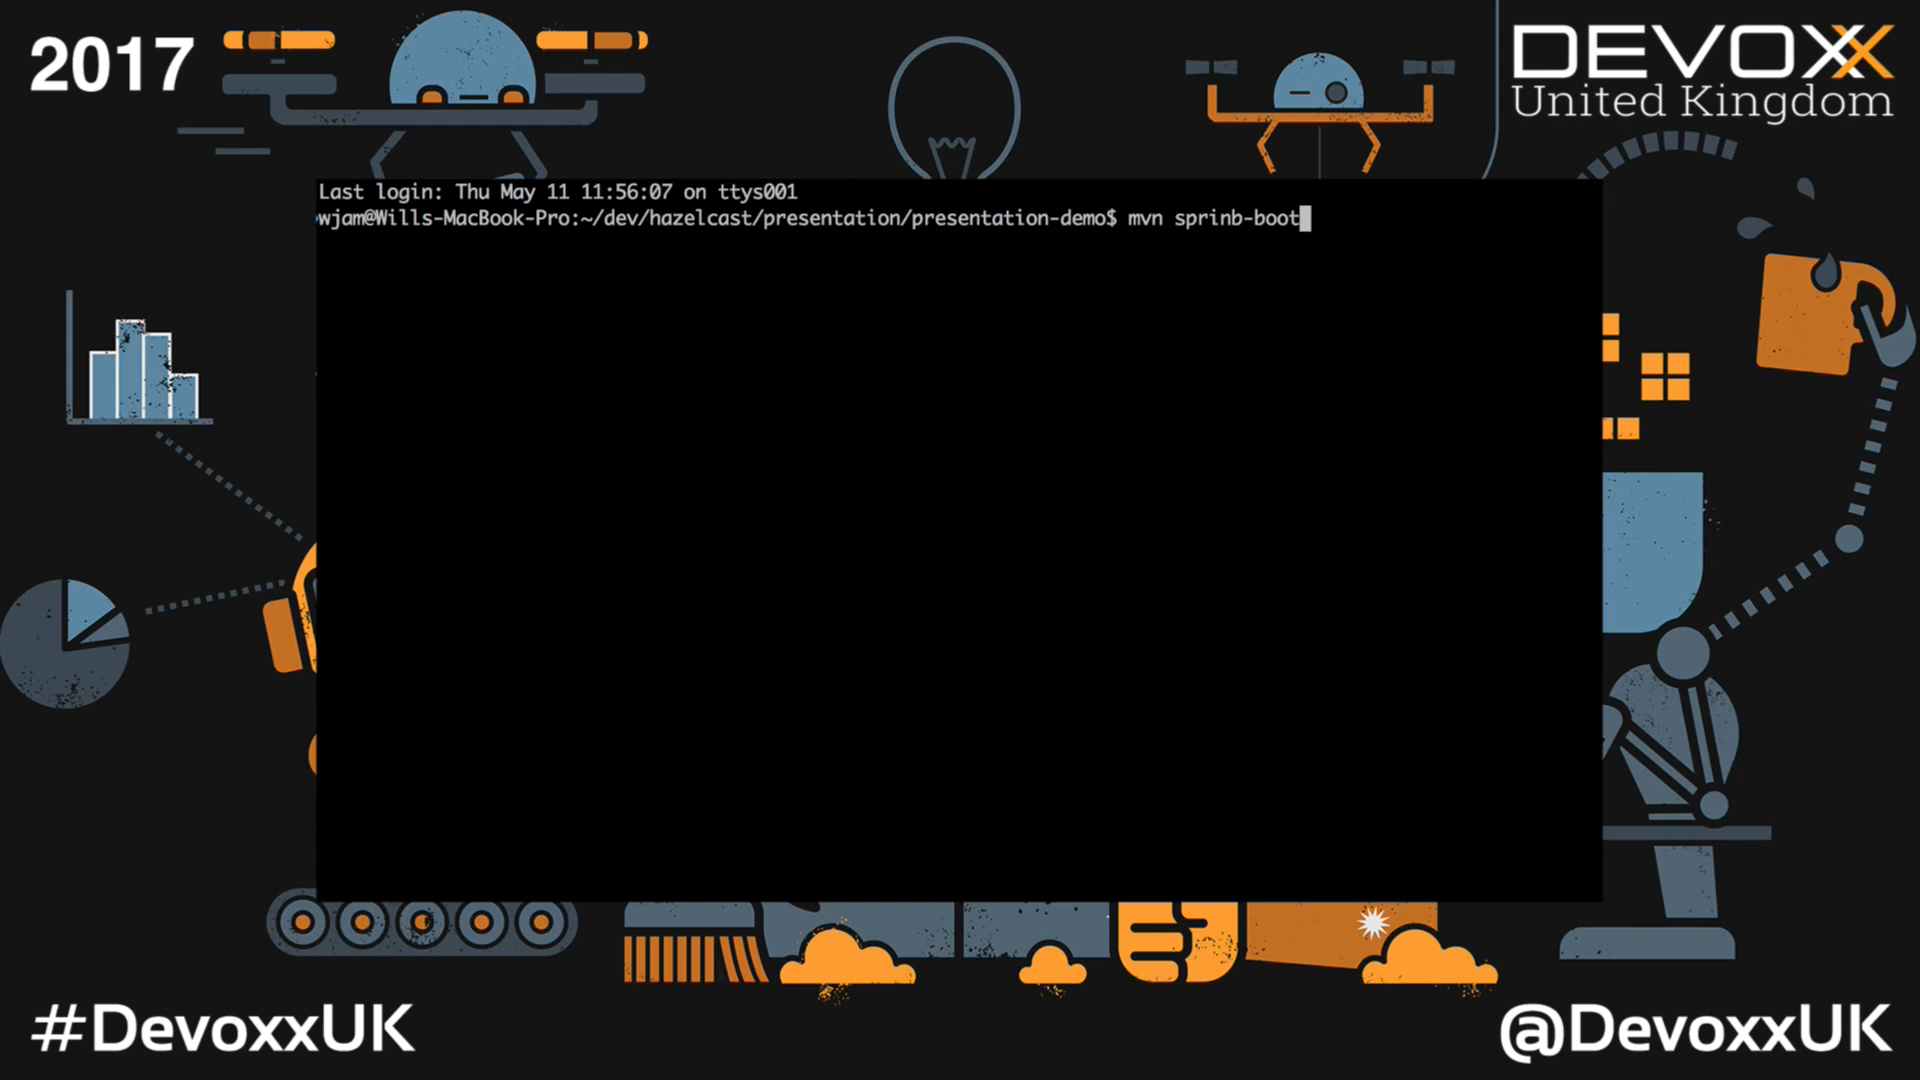 2017
DEVOXX
United Kingdom
Last login: Thu May 11 11:56:07 on ttys001
wjam@Wills-MacBook-Pro:~/dev/hazelcast/presentation/presentation-demo$ mvn sprinb-boot
#DevoxxUK
@DevoxxUK